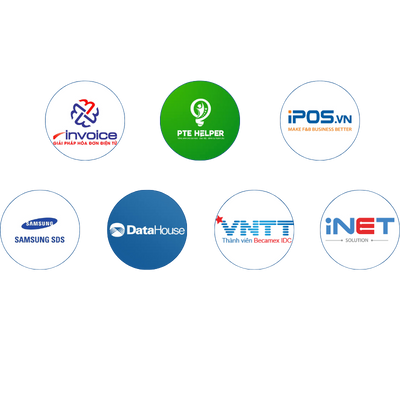 invoice
GIẢI PHÁP HÓA ĐƠN ĐIỆN TỬ
PTE HELPER
iPOS.VN
MAKE F&B BUSINESS BETTER
SAMSUNG
SAMSUNG SDS
DataHouse
VNTT
Thành viên Becamex IDC
iNET
SOLUTION